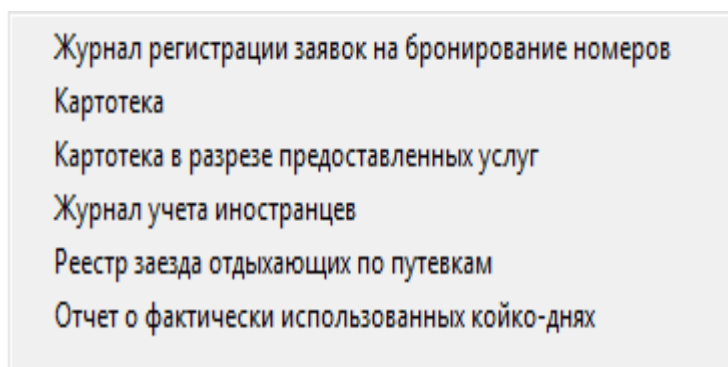 Журнал регистрации заявок на бронирование номеров
Картотека
Картотека в разрезе предоставленных услуг
Журнал учета иностранцев
Реестр заезда отдыхающих по путевкам
Отчет о фактически использованных койко-днях